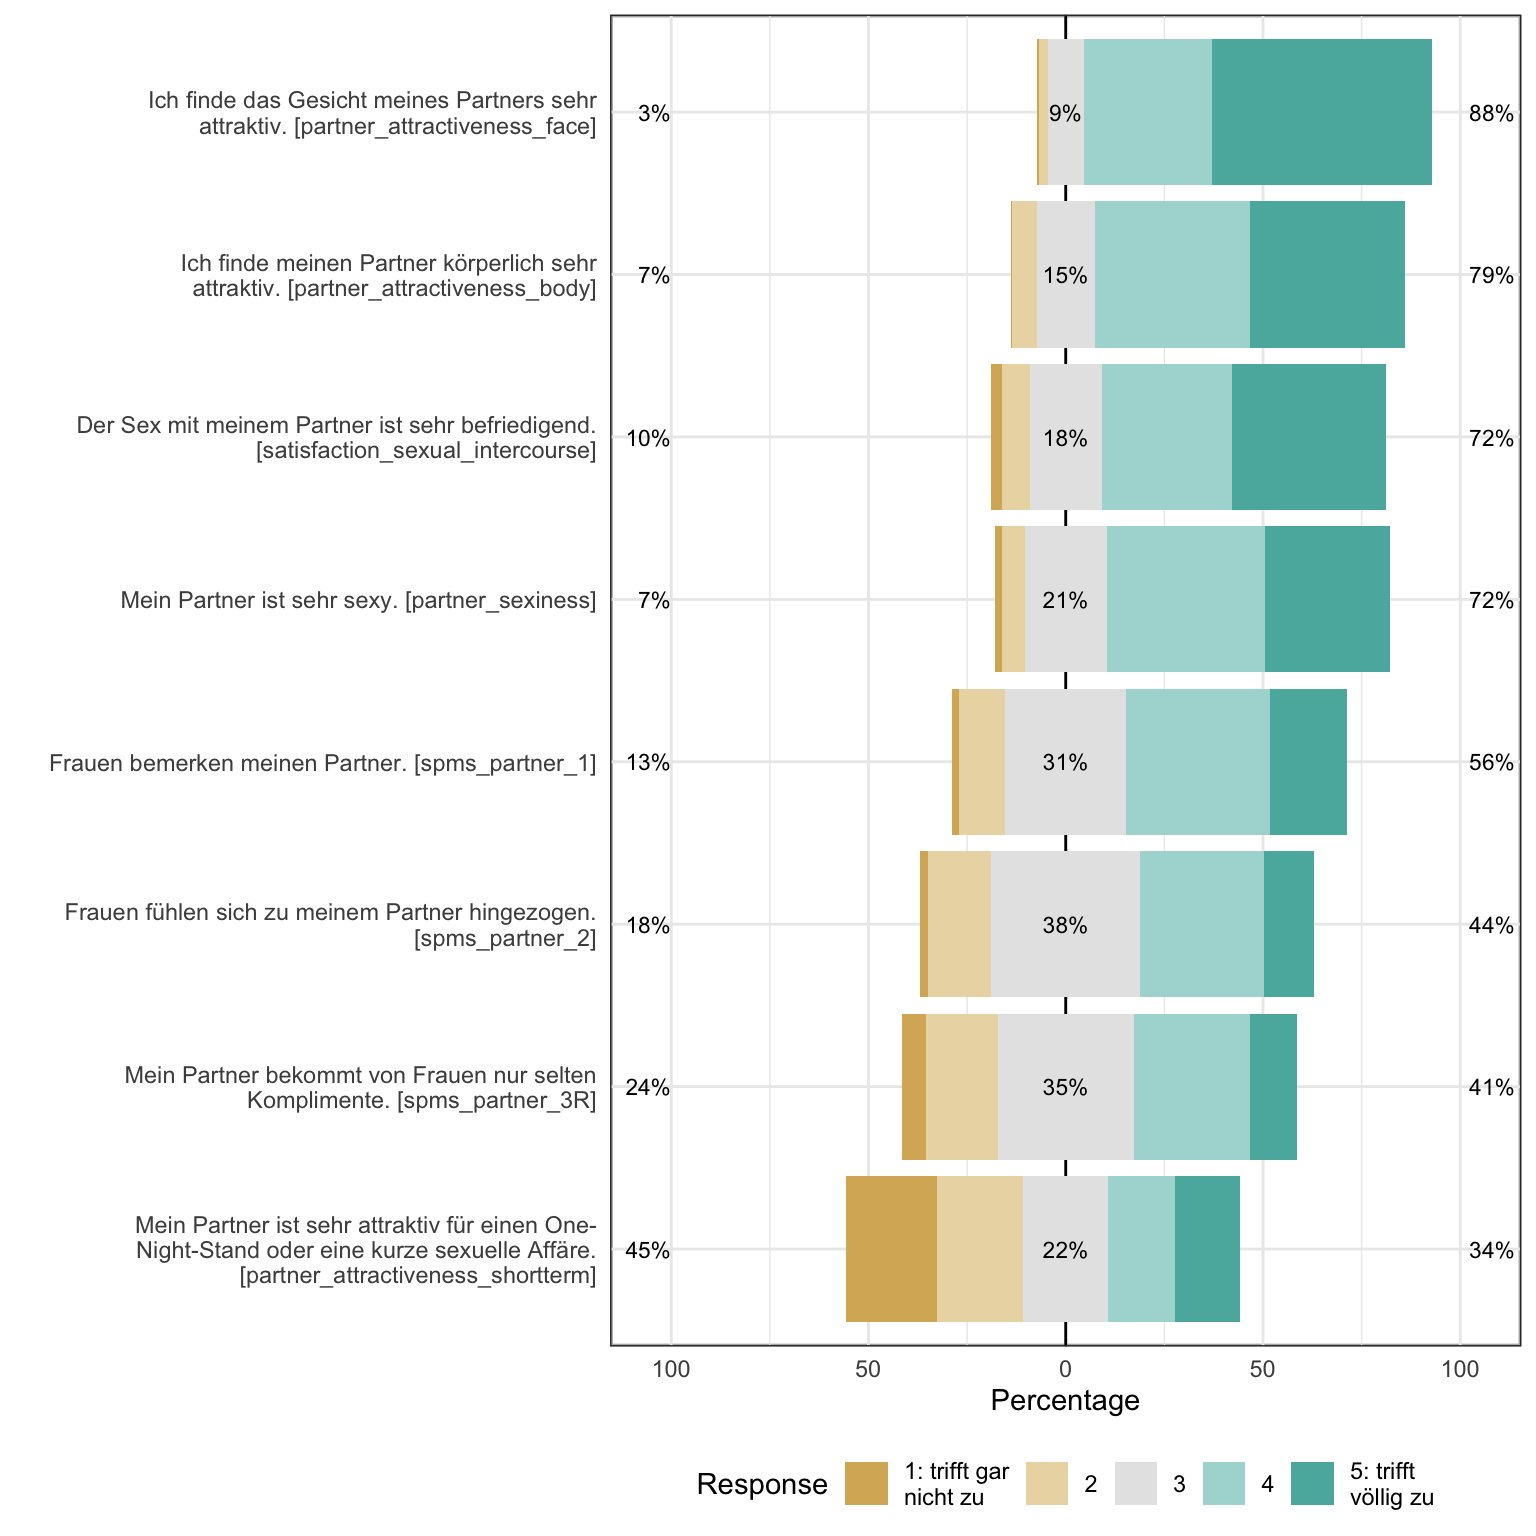 Ich finde das Gesicht meines Partners sehr
attraktiv. [partner_attractiveness_face]
3%
9%
88%
Ich finde meinen Partner körperlich sehr
attraktiv. [partner_attractiveness_body]
7%
15%
79%
Der Sex mit meinem Partner ist sehr befriedigend.
[satisfaction_sexual_intercourse]
10%
18%
72%
Mein Partner ist sehr sexy. [partner_sexiness]
7%
21%
72%
Frauen bemerken meinen Partner. [spms_partner_1]
13%
31%
56%
Frauen fühlen sich zu meinem Partner hingezogen.
[spms_partner_2]
18%
38%
44%
Mein Partner bekommt von Frauen nur selten
Komplimente. [spms_partner_3R]
24%
35%
41%
Mein Partner ist sehr attraktiv für einen One-
Night-Stand oder eine kurze sexuelle Affäre.
[partner_attractiveness_shortterm]
45%
22%
34%
100 50 0 50 100
Percentage
Response
1: trifft gar
nicht zu
2
3
4
5: trifft
völlig zu